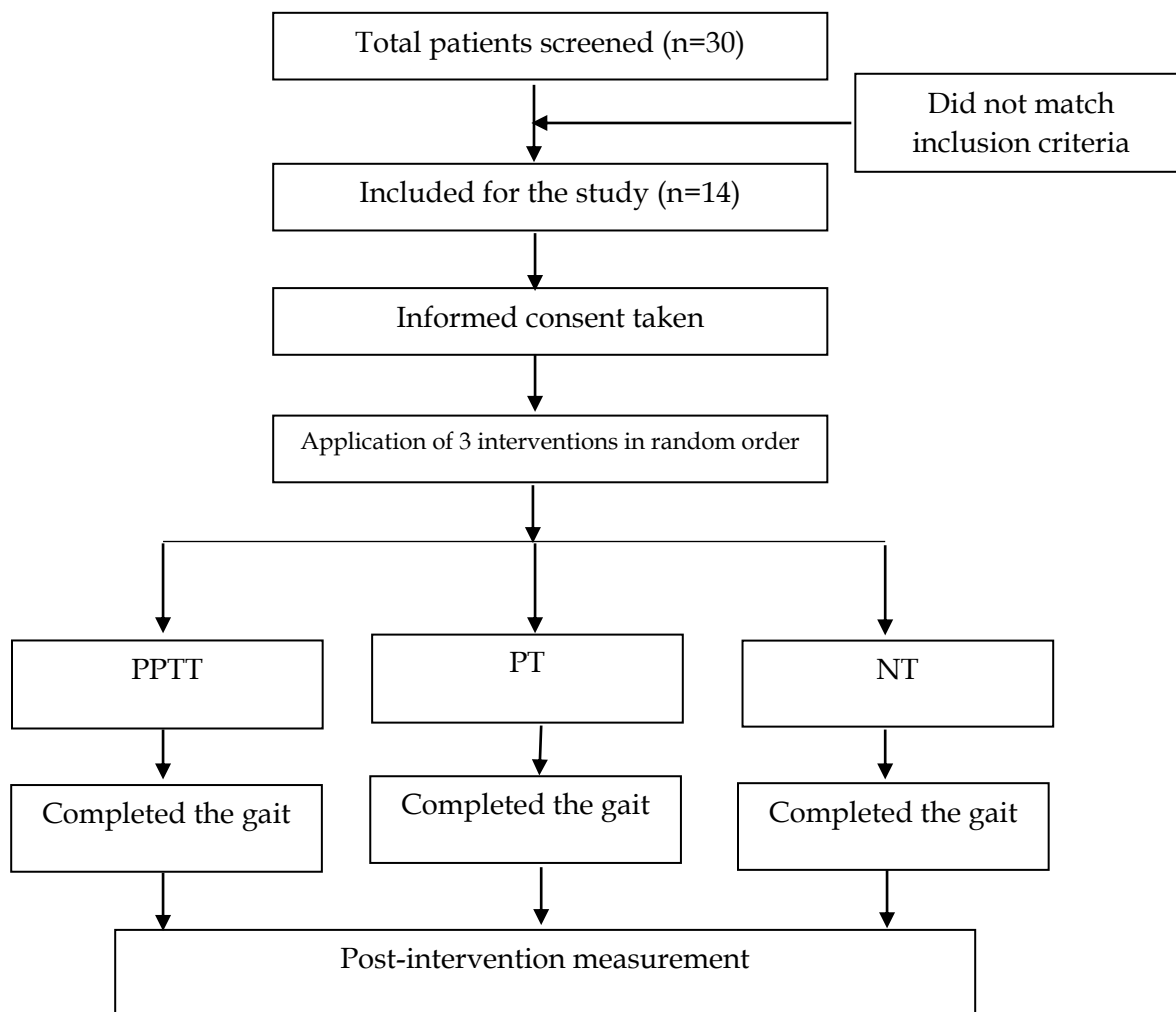 Total patients screened (n=30)
Did not match
inclusion criteria
Included for the study (n=14)
Informed consent taken
Application of 3 interventions in random order
PPTT
PT
NT
Completed the gait
Completed the gait
Completed the gait
Post-intervention measurement